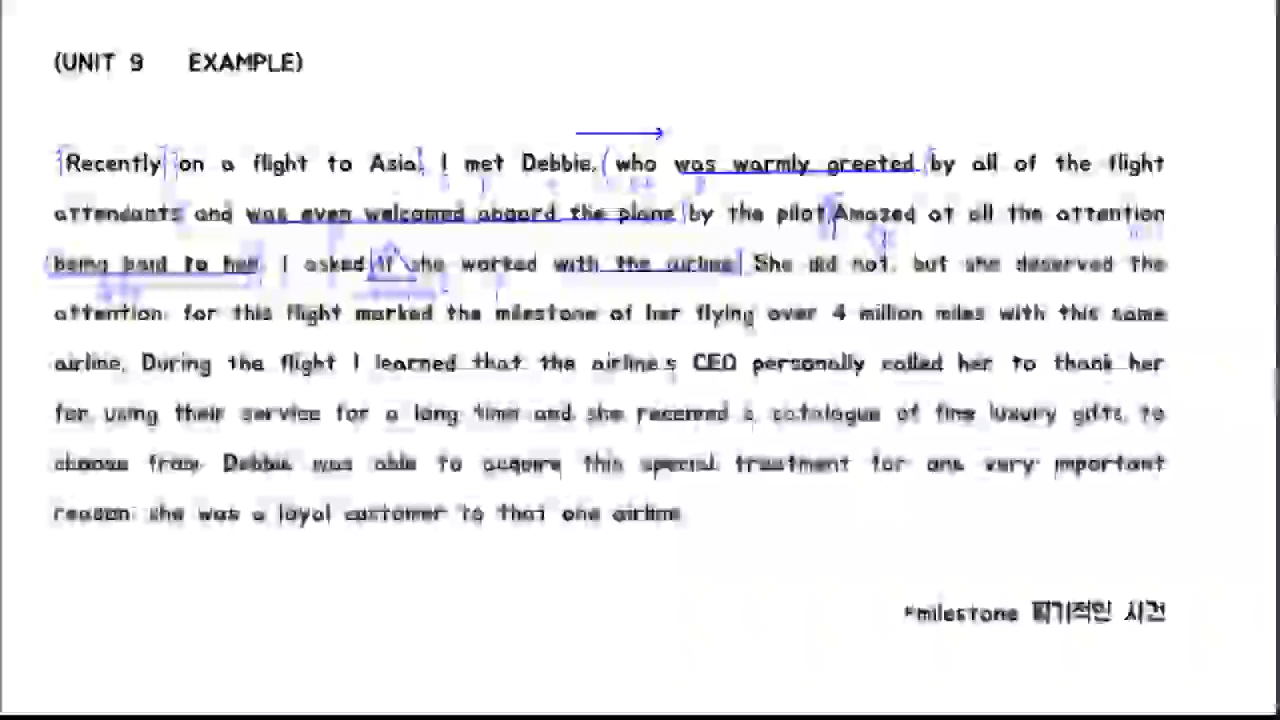 (UNIT 9 EXAMPLE)
Recently on a flight to Asia, I met Debbie, who was warmly greeted by all of the flight
attendants and was even welcomed aboard the plane by the pilot. Amazed at all the attention
being paid to her, I asked if she worked with the airline. She did not, but she deserved the
attention, for this flight marked the milestone of her flying over 4 million miles with this same
airline. During the flight I learned that the airline's CEO personally called her to thank her
for using their service for a long time and she received a catalogue of fine luxury gifts to
choose from. Debbie was able to acquire this special treatment for one very important
reason: she was a loyal customer to that one airline.
*milestone 획기적인 사건